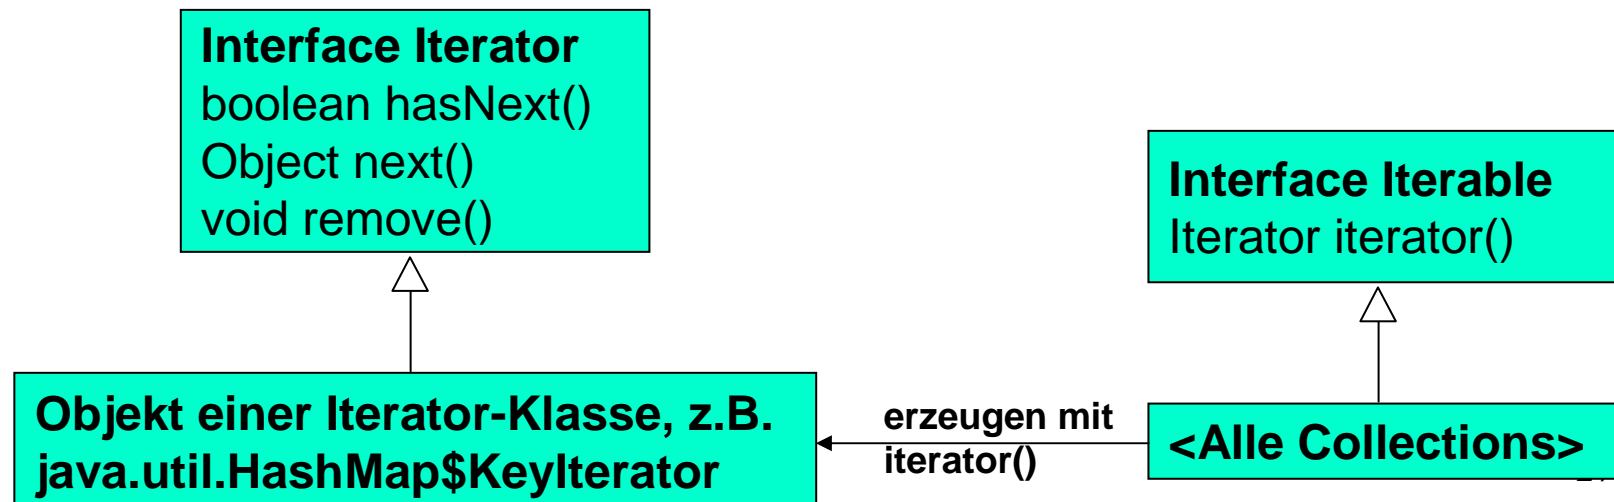 Interface Iterator
boolean hasNext()
Object next()
void remove()
Interface Iterable
Iterator iterator()
Objekt einer Iterator-Klasse, z.B.
java.util.HashMap$KeyIterator
erzeugen mit
iterator()
<Alle Collections>